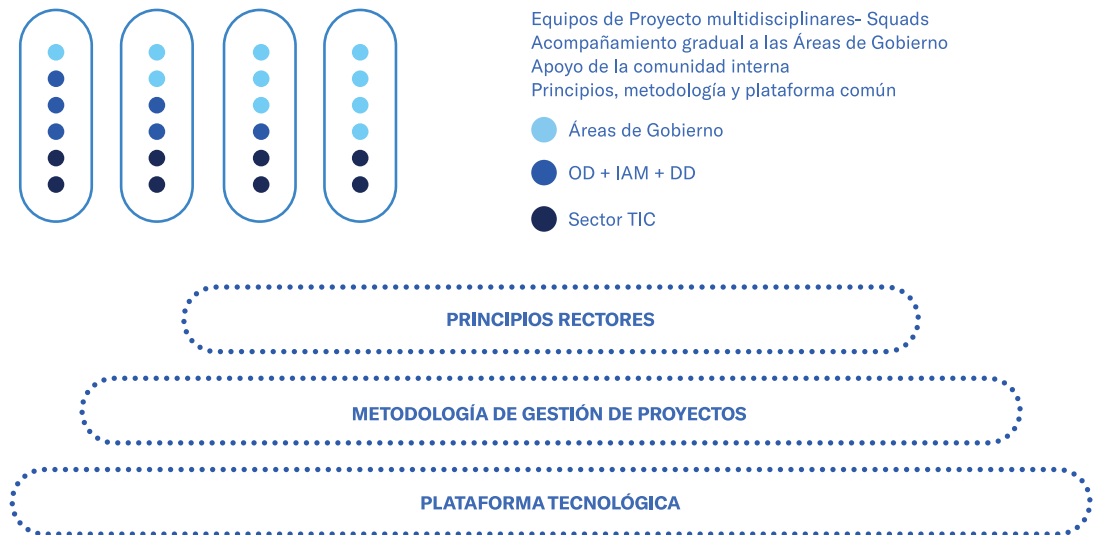 Equipos de Proyecto multidisciplinares- Squads
Acompañamiento gradual a las Áreas de Gobierno
Apoyo de la comunidad interna
Principios, metodología y plataforma común
Áreas de Gobierno
OD + IAM + DD
Sector TIC
PRINCIPIOS RECTORES
METODOLOGÍA DE GESTIÓN DE PROYECTOS
PLATAFORMA TECNOLÓGICA